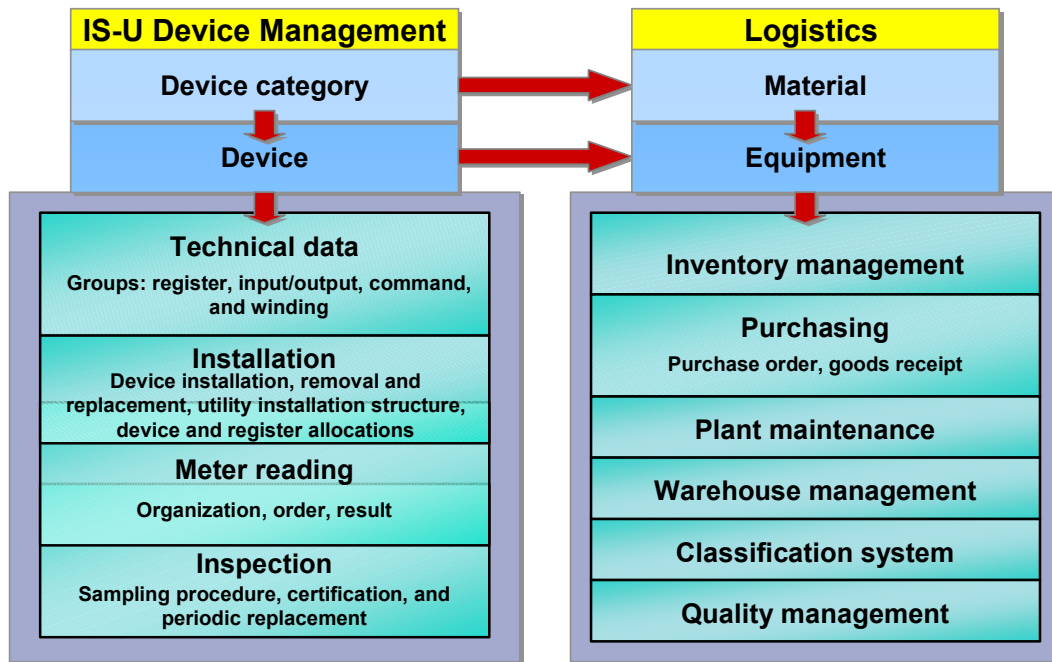 IS-U Device Management
Device category
Device
Technical data
Groups: register, input/output, command,
and winding
Installation
Device installation, removal and
replacement, utility installation structure,
device and register allocations
Meter reading
Organization, order, result
Inspection
Sampling procedure, certification, and
periodic replacement
Logistics
Material
Equipment
Inventory management
Purchasing
Purchase order, goods receipt
Plant maintenance
Warehouse management
Classification system
Quality management